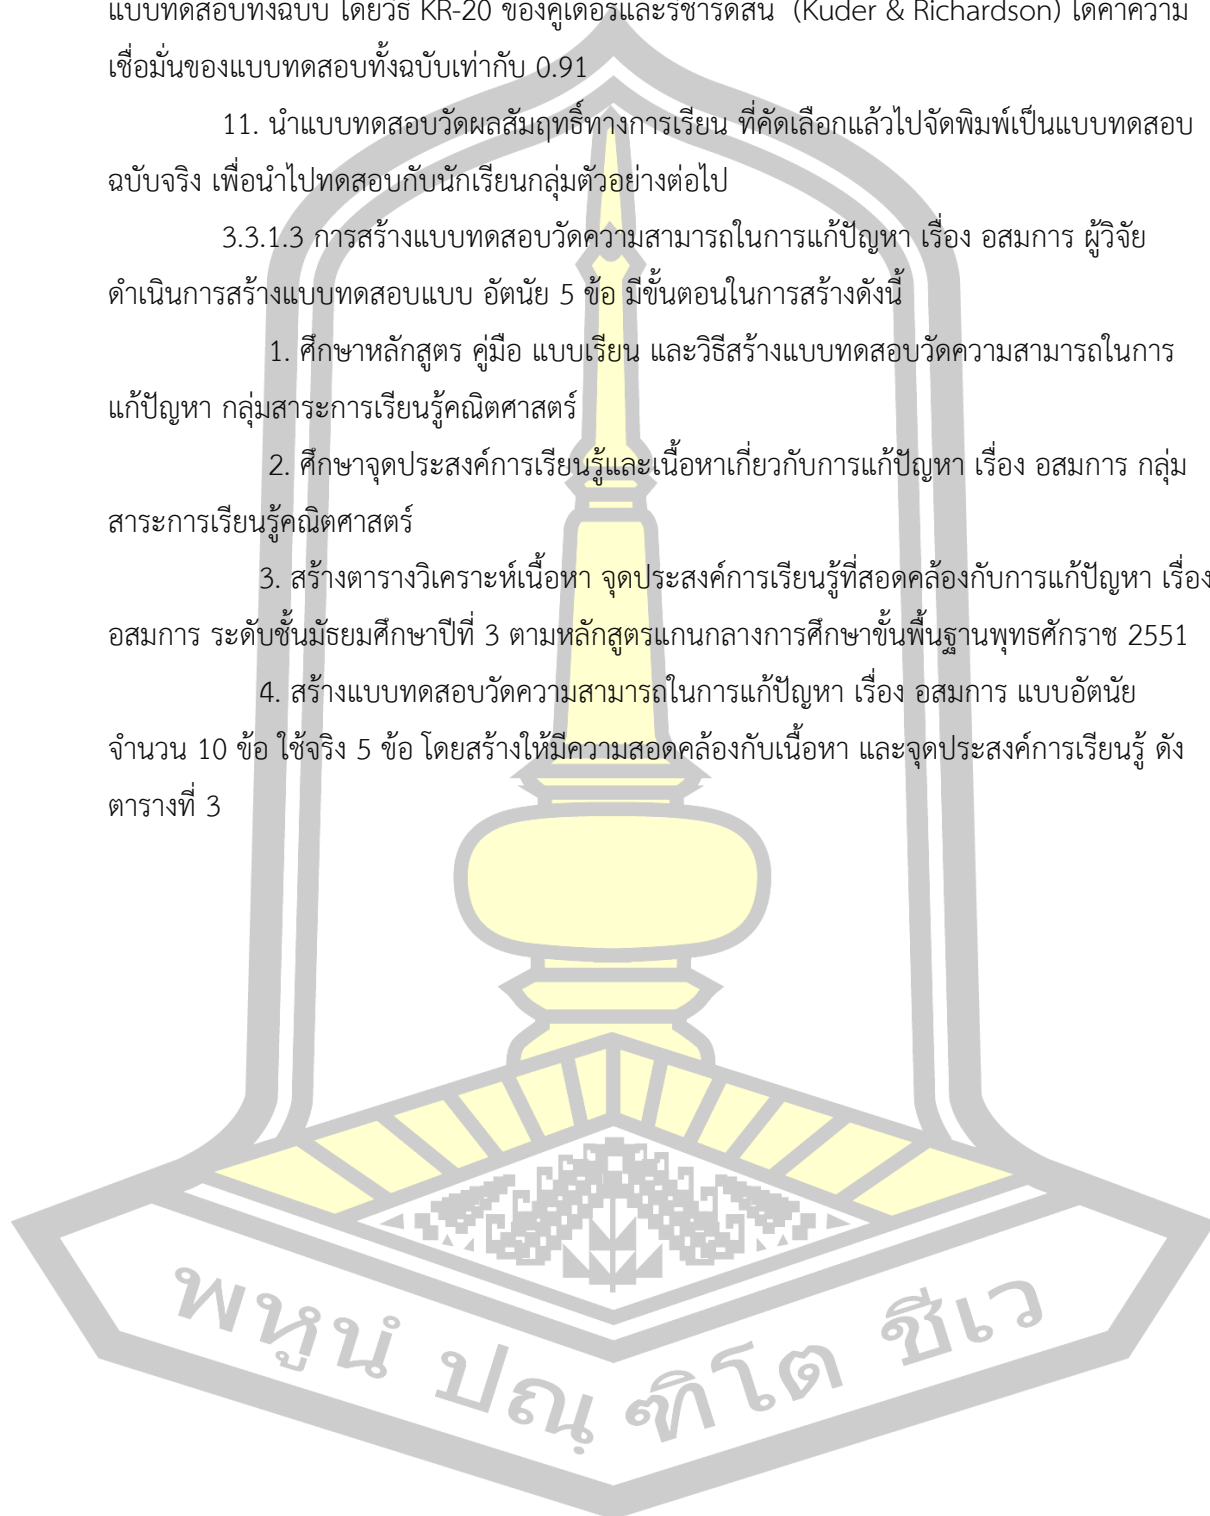 แบบทดสอบทั้งฉบับ โดยวิธี KR-20 ของคูเดอร์และริชาร์ดสัน (Kuder & Richardson) ได้ค่าความ
เชื่อมั่นของแบบทดสอบทั้งฉบับเท่ากับ 0.91
11. นำแบบทดสอบวัดผลสัมฤทธิ์ทางการเรียน ที่คัดเลือกแล้วไปจัดพิมพ์เป็นแบบทดสอบ
ฉบับจริง เพื่อนำไปทดสอบกับนักเรียนกลุ่มตัวอย่างต่อไป
3.3.1.3 การสร้างแบบทดสอบวัดความสามารถในการแก้ปัญหา เรื่อง อสมการ ผู้วิจัย
ดำเนินการสร้างแบบทดสอบแบบ อัตนัย 5 ข้อ มีขั้นตอนในการสร้างดังนี้
1. ศึกษาหลักสูตร คู่มือ แบบเรียน และวิธีสร้างแบบทดสอบวัดความสามารถในการ
แก้ปัญหา กลุ่มสาระการเรียนรู้คณิตศาสตร์
2. ศึกษาจุดประสงค์การเรียนรู้และเนื้อหาเกี่ยวกับการแก้ปัญหา เรื่อง อสมการ กลุ่ม
สาระการเรียนรู้คณิตศาสตร์
3. สร้างตารางวิเคราะห์เนื้อหา จุดประสงค์การเรียนรู้ที่สอดคล้องกับการแก้ปัญหา เรื่อง
อสมการ ระดับชั้นมัธยมศึกษาปีที่ 3 ตามหลักสูตรแกนกลางการศึกษาขั้นพื้นฐานพุทธศักราช 2551
4. สร้างแบบทดสอบวัดความสามารถในการแก้ปัญหา เรื่อง อสมการ แบบอัตนัย
จำนวน 10 ข้อ ใช้จริง 5 ข้อ โดยสร้างให้มีความสอดคล้องกับเนื้อหา และจุดประสงค์การเรียนรู้ ดัง
ตารางที่ 3
พหูนํ ปณฺฑิโต ชีเว